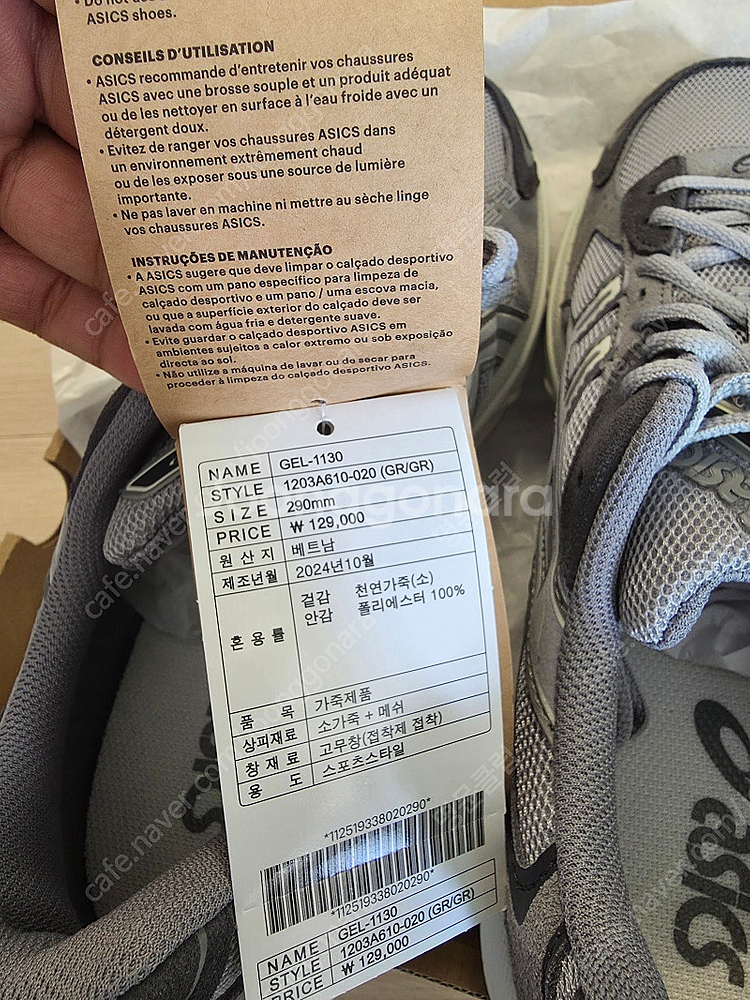 ASICS shoes.
CONSEILS D'UTILISATION
• ASICS recommande d'entretenir vos chaussures
ASICS avec une brosse souple et un produit adéquat
ou de les nettoyer en surface à l'eau froide avec un
détergent doux.
• Evitez de ranger vos chaussures ASICS dans
un environnement extrêmement chaud
ou de les exposer sous une source de lumière
importante.
• Ne pas laver en machine ni mettre au sèche linge
vos chaussures ASICS.
INSTRUÇÕES DE MANUTENÇÃO
• A ASICS sugere que deve limpar o calçado desportivo
ASICS com um pano específico para limpeza de
calçado desportivo e um pano / uma escova macia,
ou que a superfície exterior do calçado deve ser
lavada com água fria e detergente suave.
• Evite guardar o calçado desportivo ASICS em
ambientes sujeitos a calor extremo ou sob exposição
directa ao sol.
• Não utilize a máquina de lavar ou de secar para
proceder à limpeza do calçado desportivo ASICS.
NAME GEL-1130
STYLE 1203A610-020 (GR/GR)
SIZE 290mm
PRICE ₩ 129,000
원산지 베트남
제조년월 2024년10월
혼용률 겉감 천연가죽(소)
안감 폴리에스터 100%
품 목 가죽제품
상피재료 소가죽 + 메쉬
창재료 고무창(접착제 접착)
용 도 스포츠스타일
*112519338020290*
*112519338020290*
NAME GEL-1130
STYLE 1203A610-020 (GR/GR)
PRICE ₩ 129,000
asics
asics